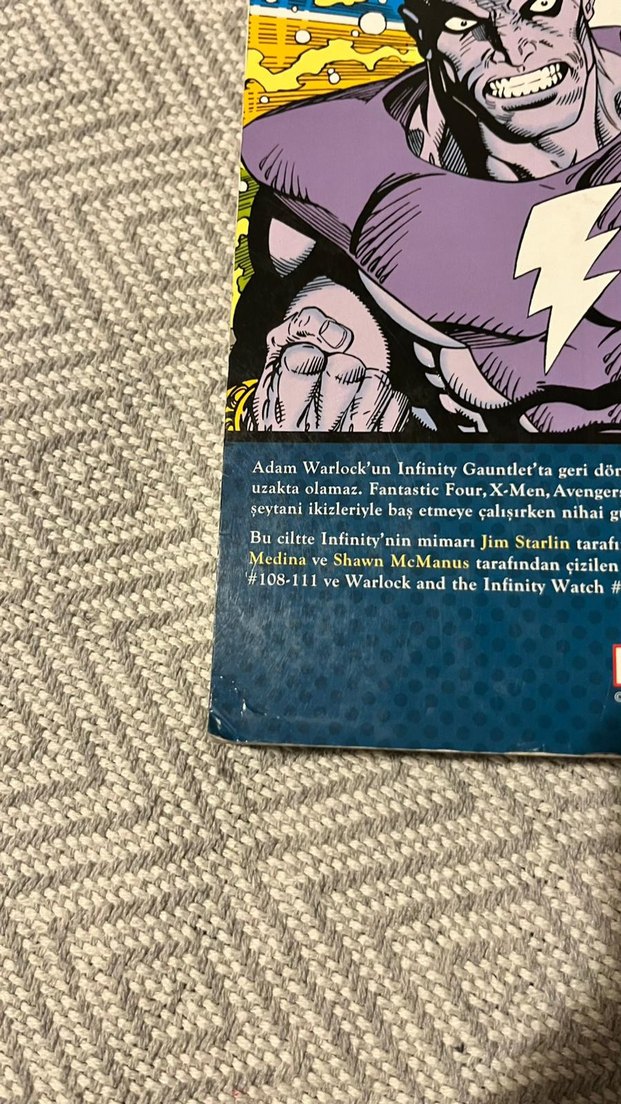 Adam Warlock'un Infinity Gauntlet'ta geri
uzakta olamaz. Fantastic Four, X-Men, Avengers
şeytani ikizleriyle baş etmeye çalışırken nihai
Bu ciltte Infinity'nin mimarı Jim Starlin
Medina ve Shawn McManus tarafından çizilen
#108-111 ve Warlock and the Infinity Watch #